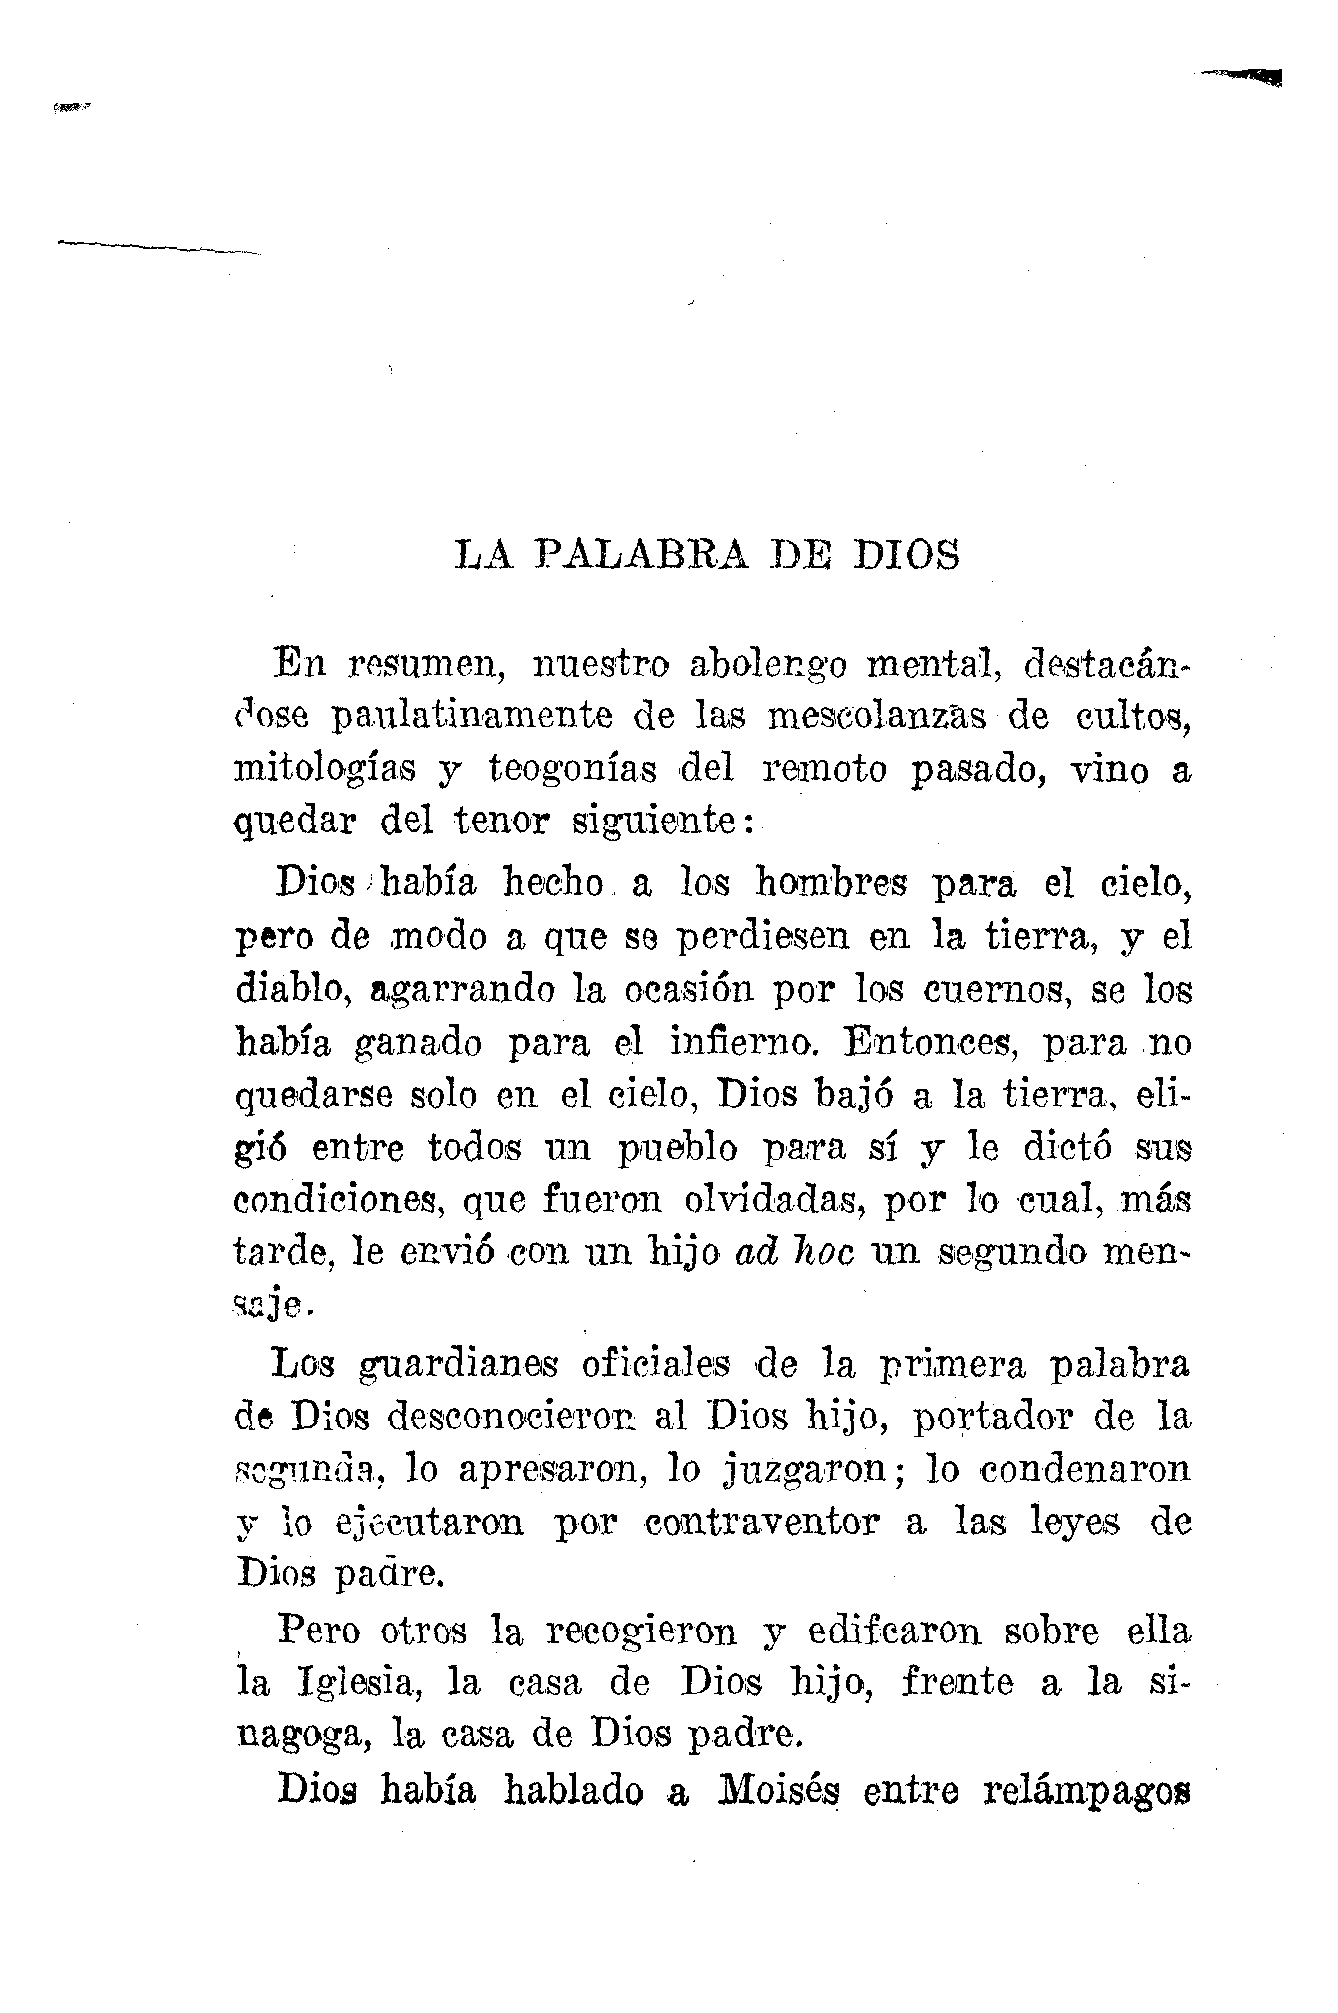 LA PALABRA DE DIOS
En resumen, nuestro abolengo mental, destacán-
dose paulatinamente de las mescolanzas de cultos,
mitologías y teogonías del remoto pasado, vino a
quedar del tenor siguiente:
Dios había hecho a los hombres para el cielo,
pero de modo a que se perdiesen en la tierra, y el
diablo, agarrando la ocasión por los cuernos, se los
había ganado para el infierno. Entonces, para no
quedarse solo en el cielo, Dios bajó a la tierra, eli-
gió entre todos un pueblo para sí y le dictó sus
condiciones, que fueron olvidadas, por lo cual, más
tarde, le envió con un hijo ad hoc un segundo men-
saje.
Los guardianes oficiales de la primera palabra
de Dios desconocieron al Dios hijo, portador de la
segunda, lo apresaron, lo juzgaron; lo condenaron
y lo ejecutaron por contraventor a las leyes de
Dios padre.
Pero otros la recogieron y edifcaron sobre ella
la Iglesia, la casa de Dios hijo, frente a la si-
nagoga, la casa de Dios padre.
Dios había hablado a Moisés entre relámpagos